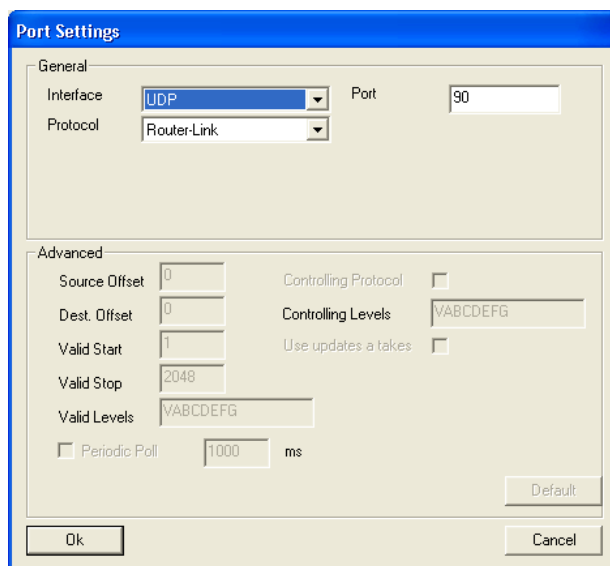 Port Settings
General
Interface UDP Port 90
Protocol Router-Link
Advanced
Source Offset 0 Controlling Protocol
Dest. Offset 0 Controlling Levels VABCDEFG
Valid Start 1 Use updates a takes
Valid Stop 2048
Valid Levels VABCDEFG
Periodic Poll 1000 ms
Default
Ok Cancel